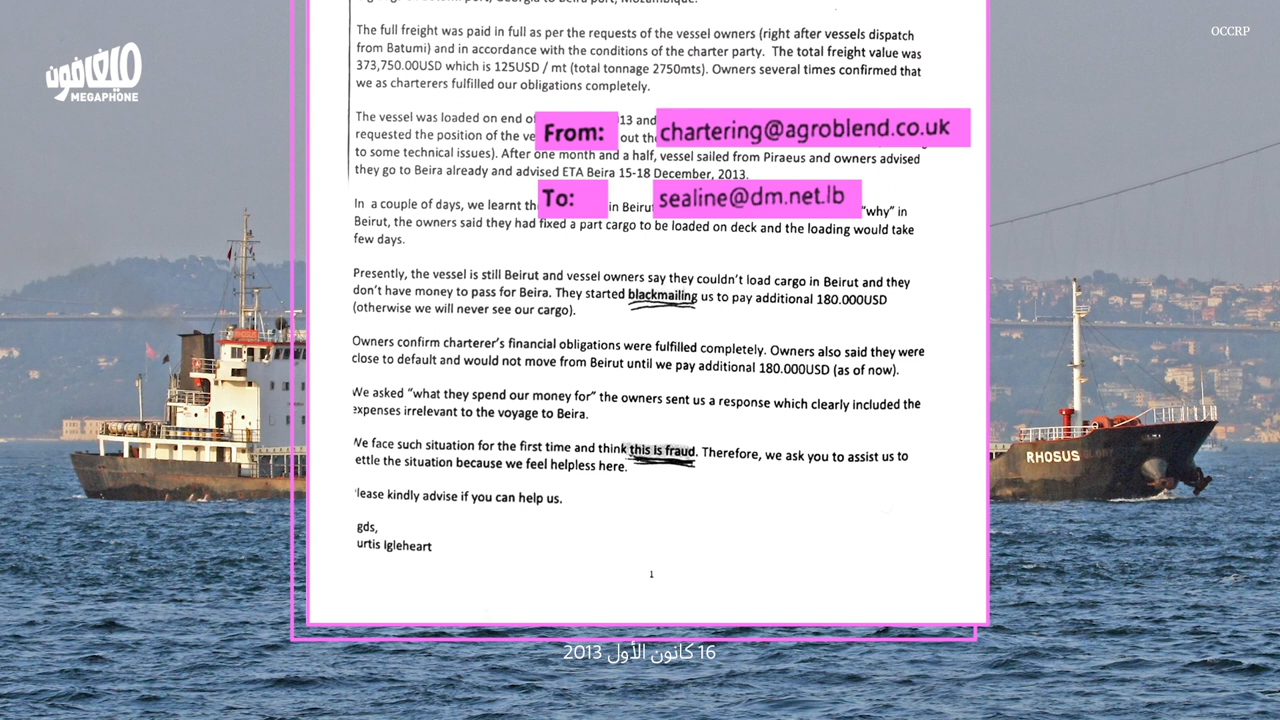 OCCRP
ميغافون
MEGAPHONE
The full freight was paid in full as per the requests of the vessel owners (right after vessels dispatch
from Batumi) and in accordance with the conditions of the charter party. The total freight value was
373,750.00USD which is 125USD / mt (total tonnage 2750mts). Owners several times confirmed that
we as charterers fulfilled our obligations completely.
The vessel was loaded on end of 13 and
From: chartering@agroblend.co.uk
requested the position of the ve out the
to some technical issues). After one month and a half, vessel sailed from Piraeus and owners advised
they go to Beira already and advised ETA Beira 15-18 December, 2013.
To: sealine@dm.net.lb
In a couple of days, we learnt th in Beirut "why" in
Beirut, the owners said they had fixed a part cargo to be loaded on deck and the loading would take
few days.
Presently, the vessel is still Beirut and vessel owners say they couldn't load cargo in Beirut and they
don't have money to pass for Beira. They started blackmailing us to pay additional 180.000USD
(otherwise we will never see our cargo).
Owners confirm charterer's financial obligations were fulfilled completely. Owners also said they were
close to default and would not move from Beirut until we pay additional 180.000USD (as of now).
We asked "what they spend our money for" the owners sent us a response which clearly included the
expenses irrelevant to the voyage to Beira.
We face such situation for the first time and think this is fraud. Therefore, we ask you to assist us to
ettle the situation because we feel helpless here.
lease kindly advise if you can help us.
gds,
urtis Igleheart
1
RHOSUS
16 كانون الأول 2013